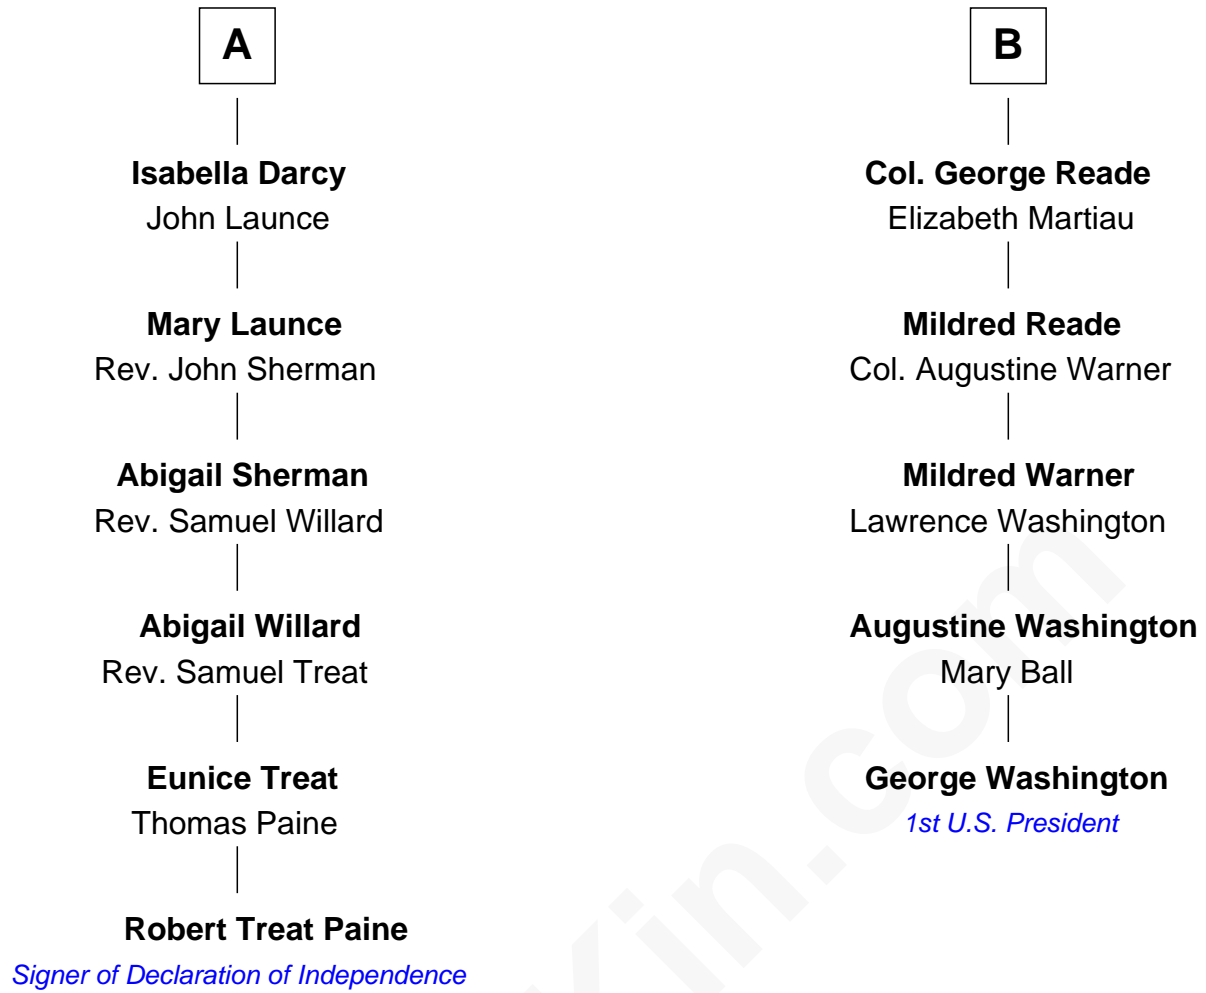 A
Isabella Darcy
John Launce
Mary Launce
Rev. John Sherman
Abigail Sherman
Rev. Samuel Willard
Abigail Willard
Rev. Samuel Treat
Eunice Treat
Thomas Paine
Robert Treat Paine
Signer of Declaration of Independence
B
Col. George Reade
Elizabeth Martiau
Mildred Reade
Col. Augustine Warner
Mildred Warner
Lawrence Washington
Augustine Washington
Mary Ball
George Washington
1st U.S. President
Kin.com